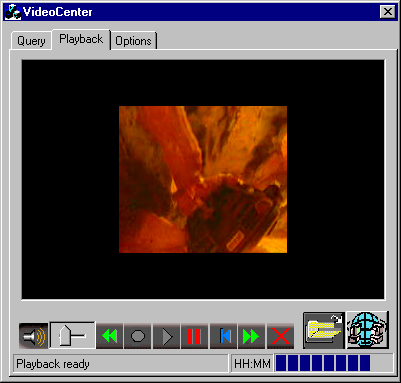 VideoCenter
Query Playback Options
Playback ready HH:MM